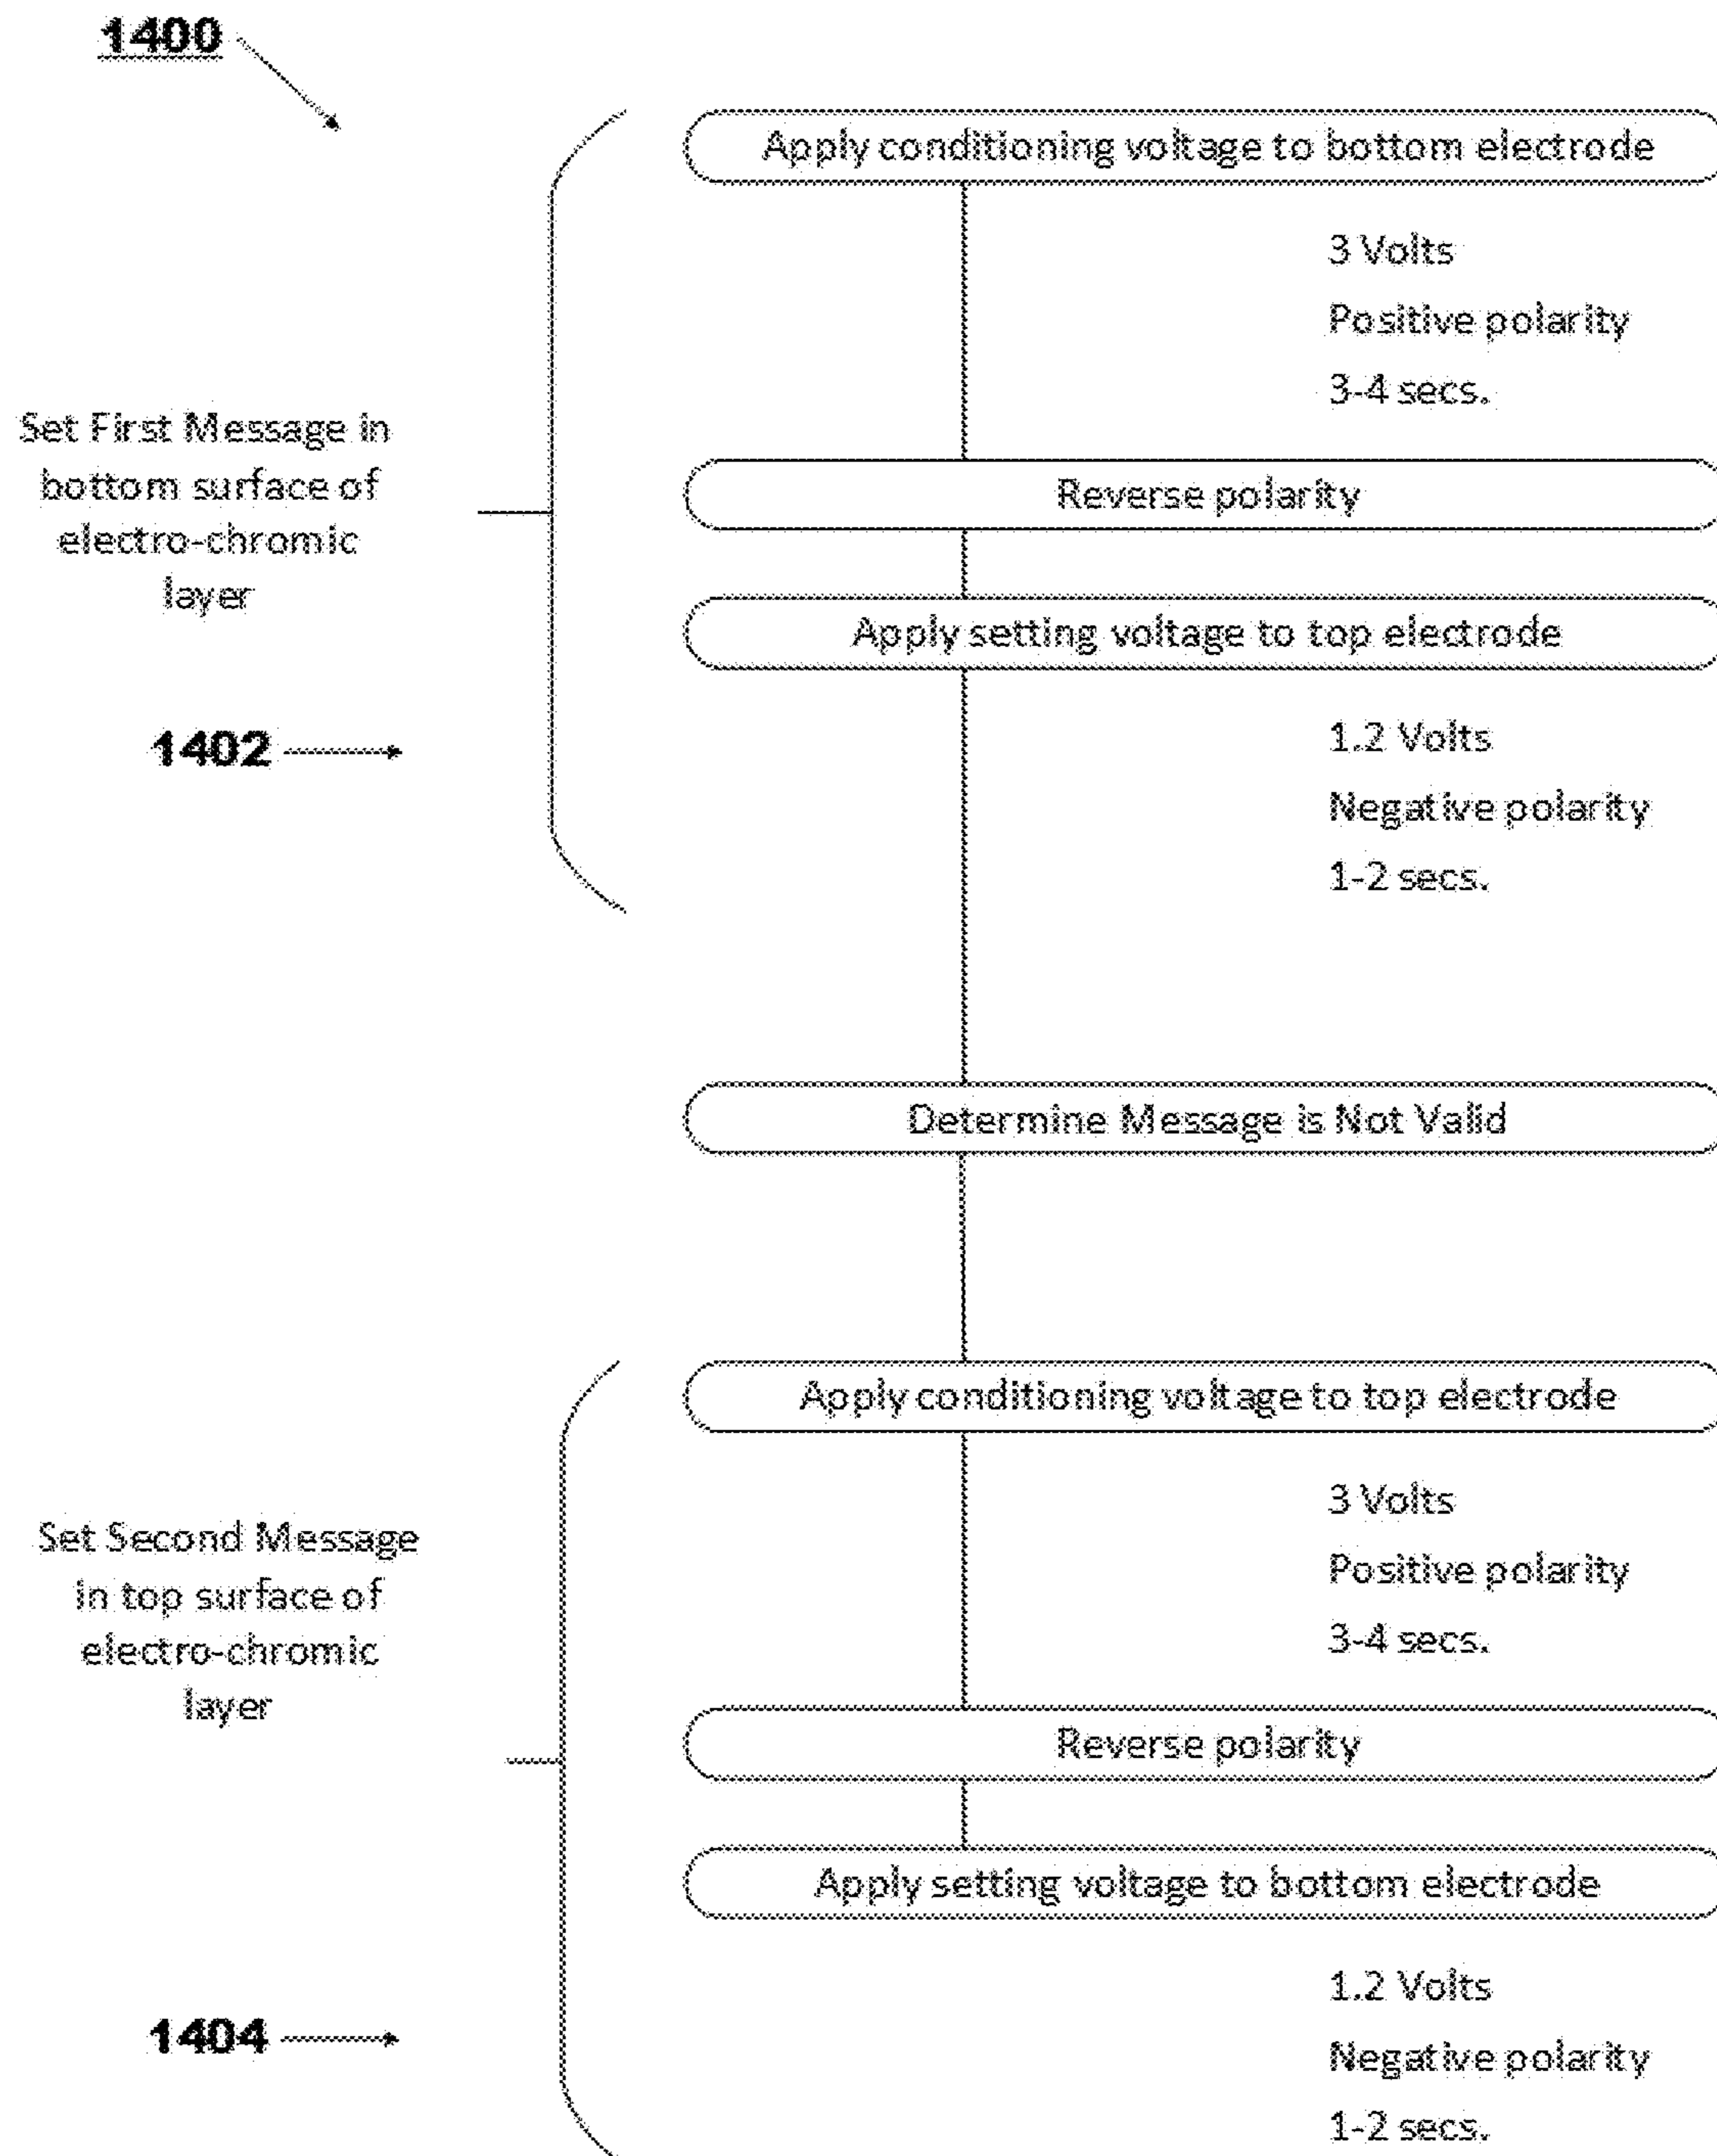 1400
Apply conditioning voltage to bottom electrode
3 Volts
Positive polarity
3-4 secs.
Set First Message in
bottom surface of
electro-chromic
layer
Reverse polarity
Apply setting voltage to top electrode
1402
1.2 Volts
Negative polarity
1-2 secs.
Determine Message is Not Valid
Apply conditioning voltage to top electrode
3 Volts
Positive polarity
3-4 secs.
Set Second Message
in top surface of
electro-chromic
layer
Reverse polarity
Apply setting voltage to bottom electrode
1404
1.2 Volts
Negative polarity
1-2 secs.